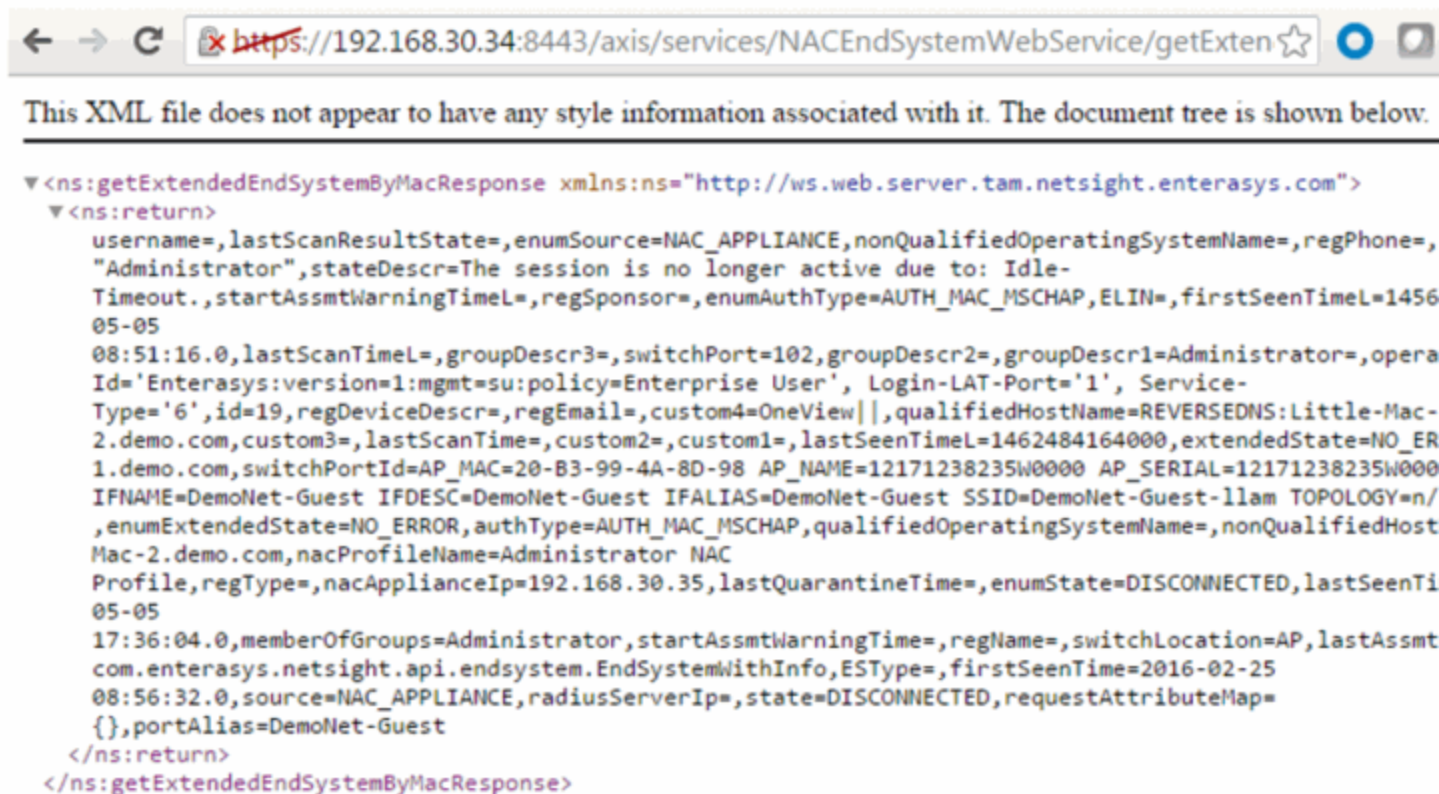 https://192.168.30.34:8443/axis/services/NACEndSystemWebService/getExten
This XML file does not appear to have any style information associated with it. The document tree is shown below.
▼<ns:getExtendedEndSystemByMacResponse xmlns:ns="http://ws.web.server.tam.netsight.enterasys.com">
▼<ns:return>
username=,lastScanResultState=,enumSource=NAC_APPLIANCE,nonQualifiedOperatingSystemName=,regPhone=,
"Administrator",stateDescr=The session is no longer active due to: Idle-
Timeout.,startAssmtWarningTimeL=,regSponsor=,enumAuthType=AUTH_MAC_MSCHAP,ELIN=,firstSeenTimeL=1456
05-05
08:51:16.0,lastScanTimeL=,groupDescr3=,switchPort=102,groupDescr2=,groupDescr1=Administrator=,opera
Id='Enterasys:version=1:mgmt=su:policy=Enterprise User', Login-LAT-Port='1', Service-
Type='6',id=19,regDeviceDescr=,regEmail=,custom4=OneView||,qualifiedHostName=REVERSEDNS:Little-Mac-
2.demo.com,custom3=,lastScanTime=,custom2=,custom1=,lastSeenTimeL=1462484164000,extendedState=NO_ER
1.demo.com,switchPortId=AP_MAC=20-B3-99-4A-8D-98 AP_NAME=12171238235W0000 AP_SERIAL=12171238235W000
IFNAME=DemoNet-Guest IFDESC=DemoNet-Guest IFALIAS=DemoNet-Guest SSID=DemoNet-Guest-llam TOPOLOGY=n/
,enumExtendedState=NO_ERROR,authType=AUTH_MAC_MSCHAP,qualifiedOperatingSystemName=,nonQualifiedHost
Mac-2.demo.com,nacProfileName=Administrator NAC
Profile,regType=,nacApplianceIp=192.168.30.35,lastQuarantineTime=,enumState=DISCONNECTED,lastSeenTi
05-05
17:36:04.0,memberOfGroups=Administrator,startAssmtWarningTime=,regName=,switchLocation=AP,lastAssmt
com.enterasys.netsight.api.endsystem.EndSystemWithInfo,ESType=,firstSeenTime=2016-02-25
08:56:32.0,source=NAC_APPLIANCE,radiusServerIp=,state=DISCONNECTED,requestAttributeMap=
{},portAlias=DemoNet-Guest
</ns:return>
</ns:getExtendedEndSystemByMacResponse>